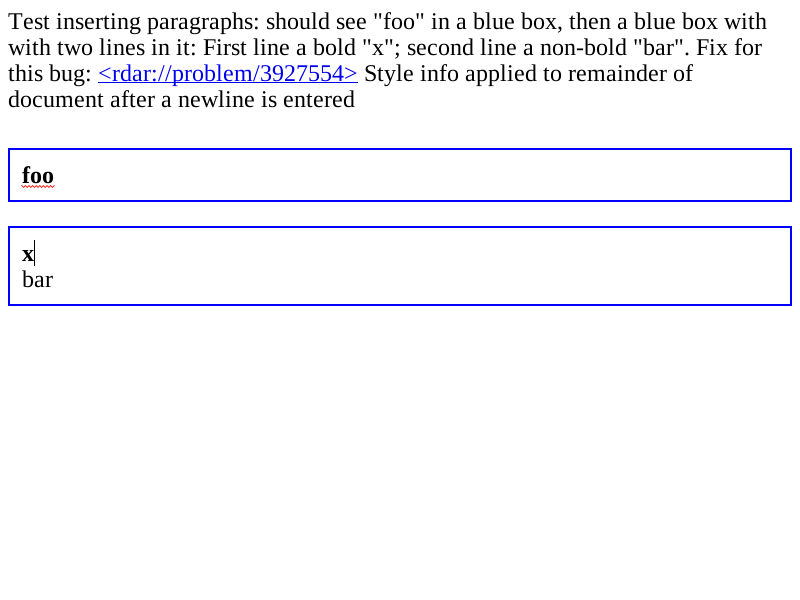 Test inserting paragraphs: should see "foo" in a blue box, then a blue box with
with two lines in it: First line a bold "x"; second line a non-bold "bar". Fix for
this bug: <rdar://problem/3927554> Style info applied to remainder of
document after a newline is entered
foo
x
bar